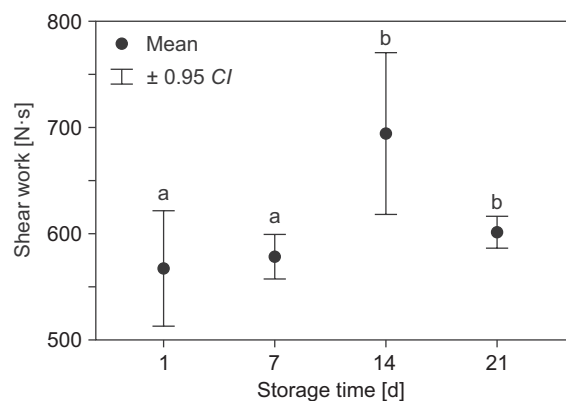 800
Mean
± 0.95 CI
b
700
Shear work [N·s]
a
a
b
600
500
1
7
14
21
Storage time [d]